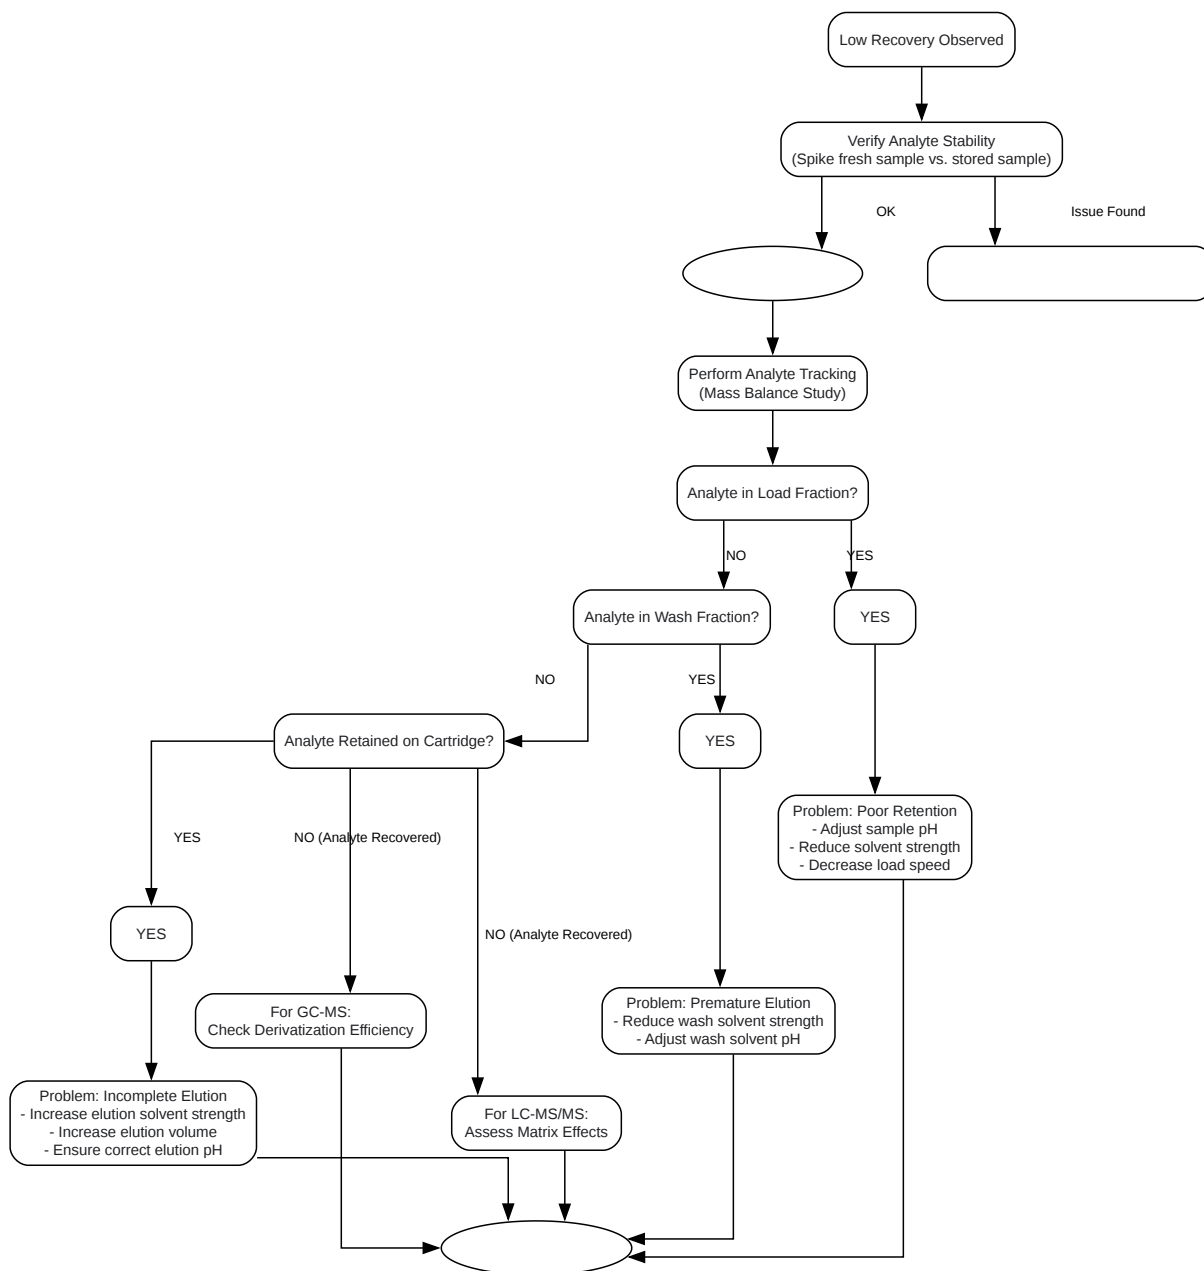 Low Recovery Observed
Verify Analyte Stability
(Spike fresh sample vs. stored sample)
OK
Issue Found
Perform Analyte Tracking
(Mass Balance Study)
Analyte in Load Fraction?
NO
YES
Analyte in Wash Fraction?
YES
NO
YES
Analyte Retained on Cartridge?
YES
Problem: Poor Retention
- Adjust sample pH
- Reduce solvent strength
- Decrease load speed
YES
NO (Analyte Recovered)
YES
NO (Analyte Recovered)
For GC-MS:
Check Derivatization Efficiency
Problem: Premature Elution
- Reduce wash solvent strength
- Adjust wash solvent pH
Problem: Incomplete Elution
- Increase elution solvent strength
- Increase elution volume
- Ensure correct elution pH
For LC-MS/MS:
Assess Matrix Effects